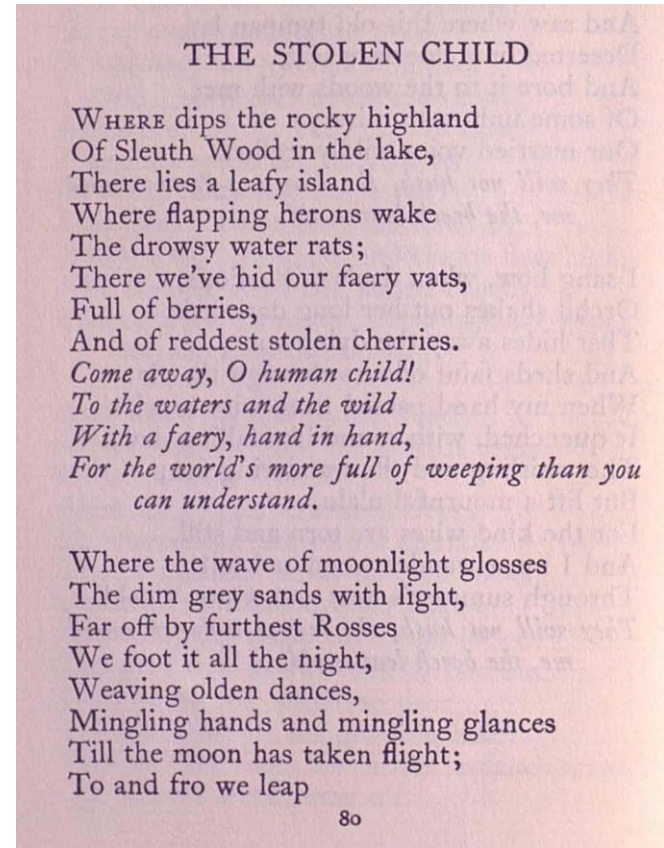 THE STOLEN CHILD
WHERE dips the rocky highland
Of Sleuth Wood in the lake,
There lies a leafy island
Where flapping herons wake
The drowsy water rats;
There we've hid our faery vats,
Full of berries,
And of reddest stolen cherries.
Come away, O human child!
To the waters and the wild
With a faery, hand in hand,
For the world's more full of weeping than you
can understand.
Where the wave of moonlight glosses
The dim grey sands with light,
Far off by furthest Rosses
We foot it all the night,
Weaving olden dances,
Mingling hands and mingling glances
Till the moon has taken flight;
To and fro we leap
80